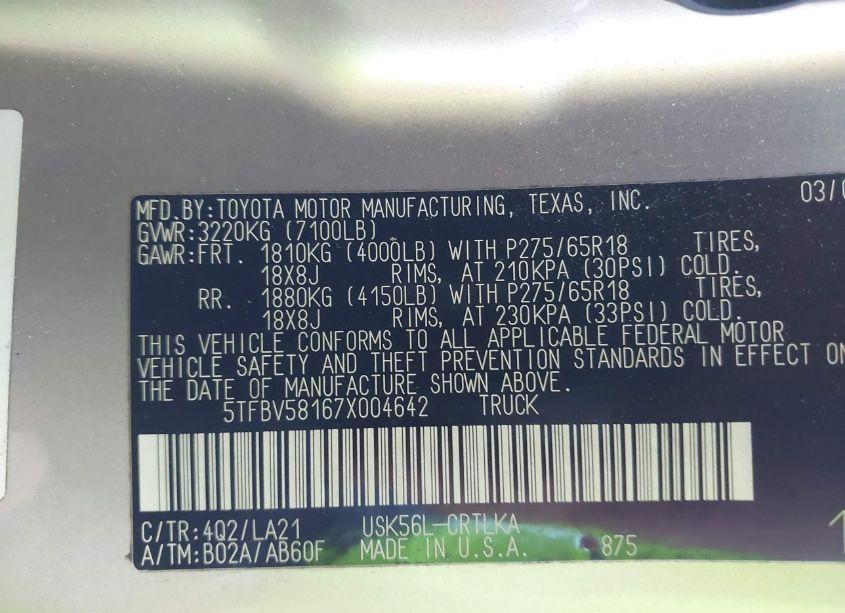 MFD.BY:TOYOTA MOTOR MANUFACTURING, TEXAS, INC. 03/0
GVWR:3220KG (7100LB)
GAWR:FRT. 1810KG (4000LB) WITH P275/65R18 TIRES,
18X8J RIMS, AT 210KPA (30PSI) COLD.
RR. 1880KG (4150LB) WITH P275/65R18 TIRES,
18X8J RIMS, AT 230KPA (33PSI) COLD.
THIS VEHICLE CONFORMS TO ALL APPLICABLE FEDERAL MOTOR
VEHICLE SAFETY AND THEFT PREVENTION STANDARDS IN EFFECT ON
THE DATE OF MANUFACTURE SHOWN ABOVE.
5TFBV58167X004642 TRUCK
C/TR:4Q2/LA21 USK56L-CRTLKA
A/TM:B02A/AB60F MADE IN U.S.A. 875